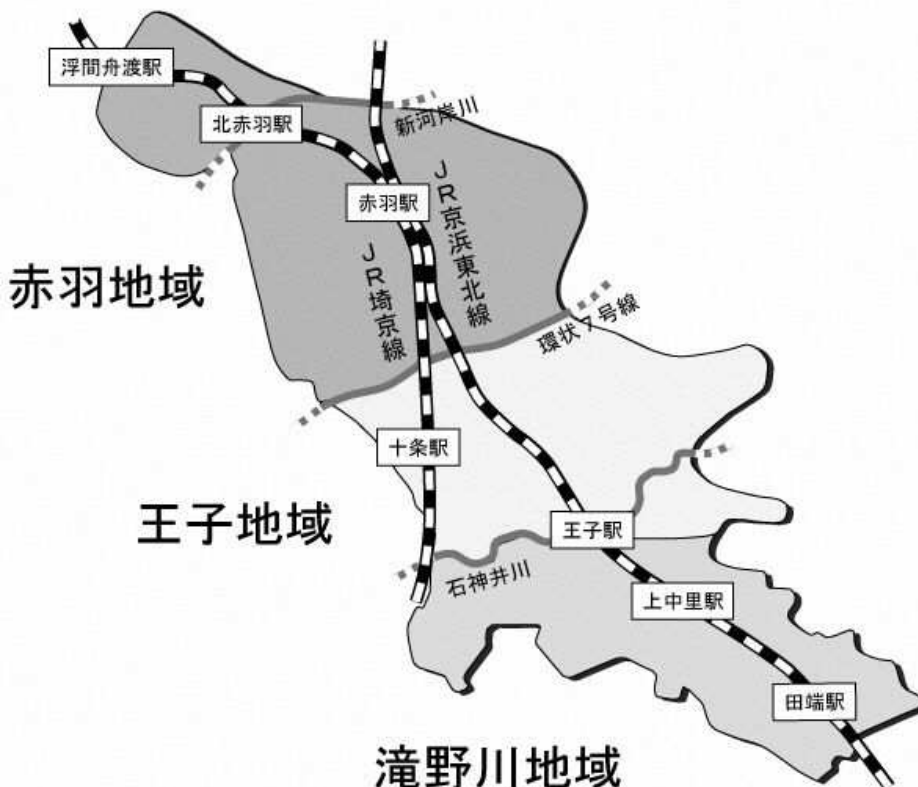 浮間舟渡駅
北赤羽駅
新河岸川
赤羽駅
JR京浜東北線
JR埼京線
赤羽地域
環状7号線
十条駅
王子地域
王子駅
石神井川
上中里駅
田端駅
滝野川地域